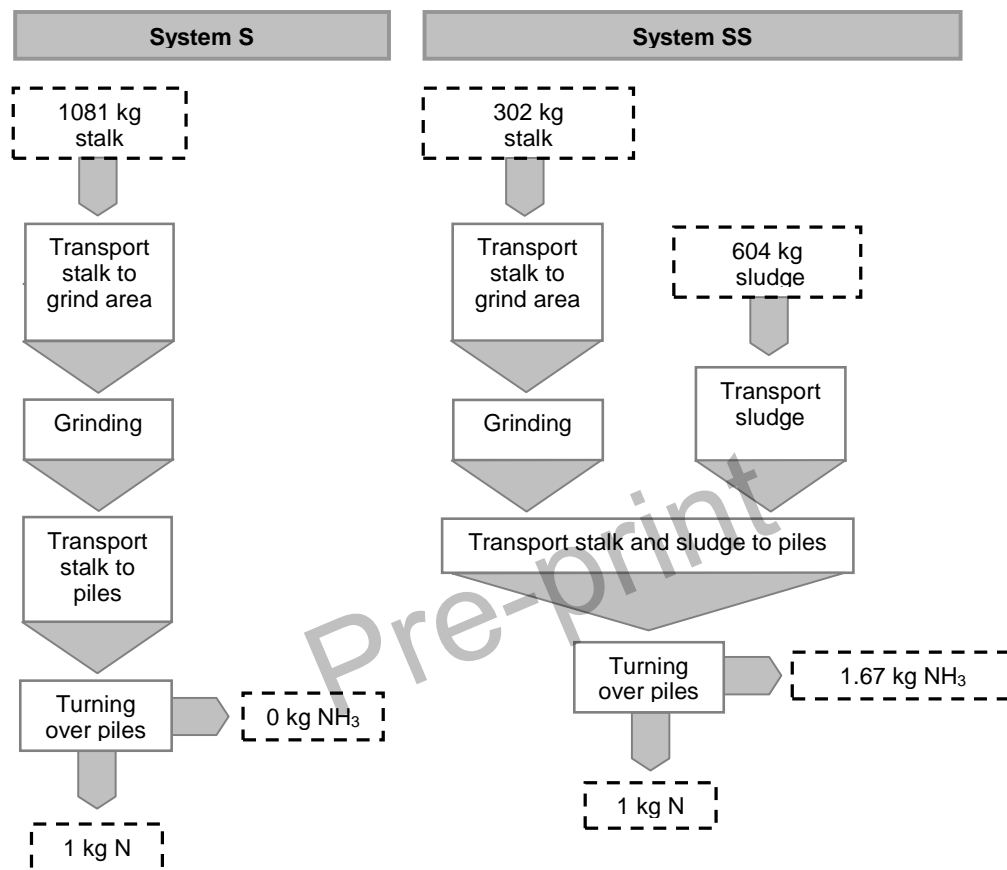 System S
1081 kg
stalk
Transport
stalk to
grind area
Grinding
Transport
stalk to
piles
Turning
over piles
0 kg NH₃
1 kg N
System SS
302 kg
stalk
Transport
stalk to
grind area
Grinding
604 kg
sludge
Transport
sludge
Transport stalk and sludge to piles
Turning
over piles
1.67 kg NH₃
1 kg N
Pre-print